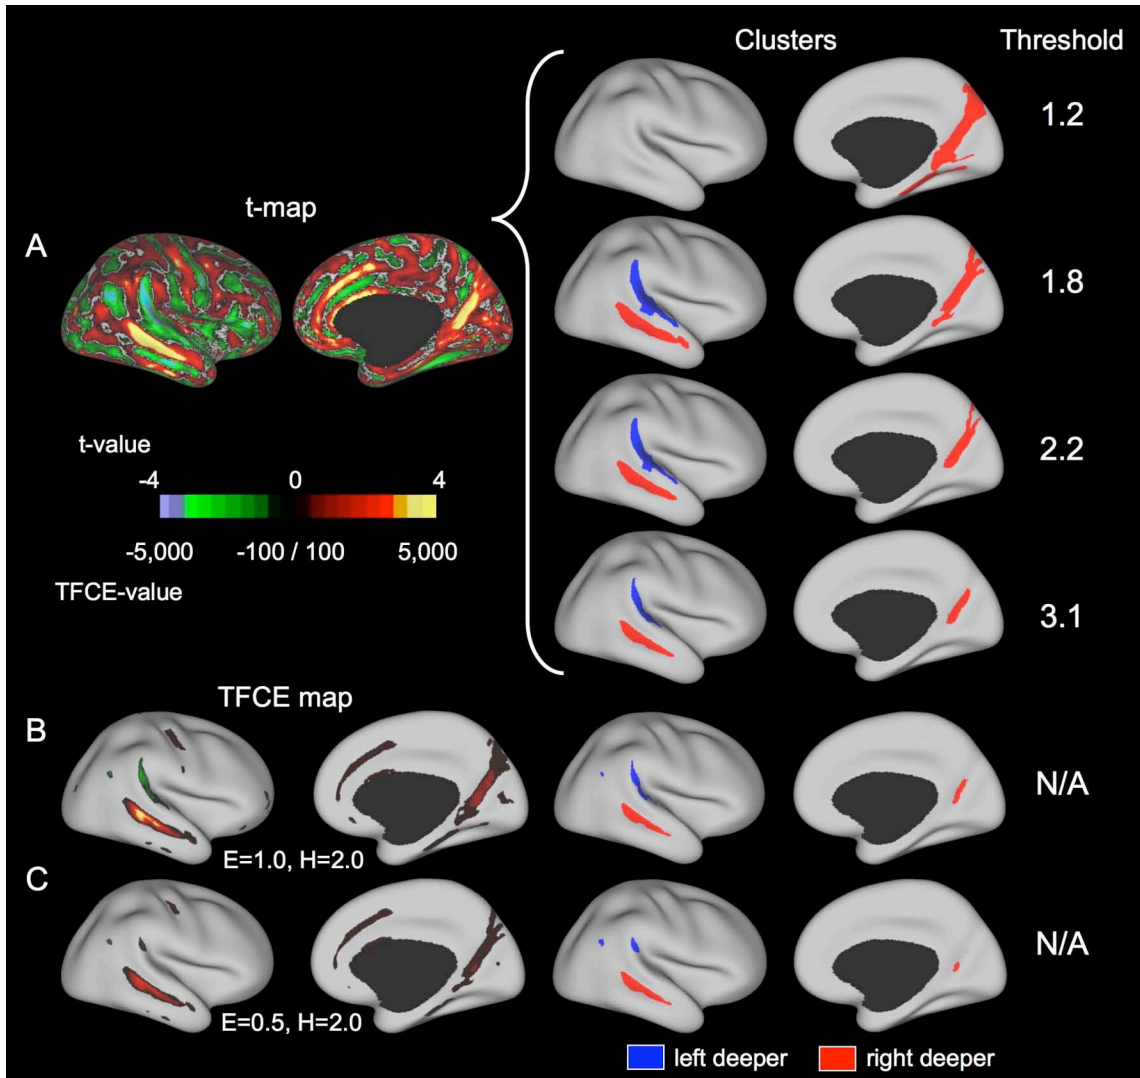 Clusters
Threshold
1.2
t-map
A
1.8
2.2
t-value
-4 0 4
-5,000 -100 / 100 5,000
TFCE-value
3.1
TFCE map
B
N/A
E=1.0, H=2.0
C
N/A
E=0.5, H=2.0
left deeper
right deeper